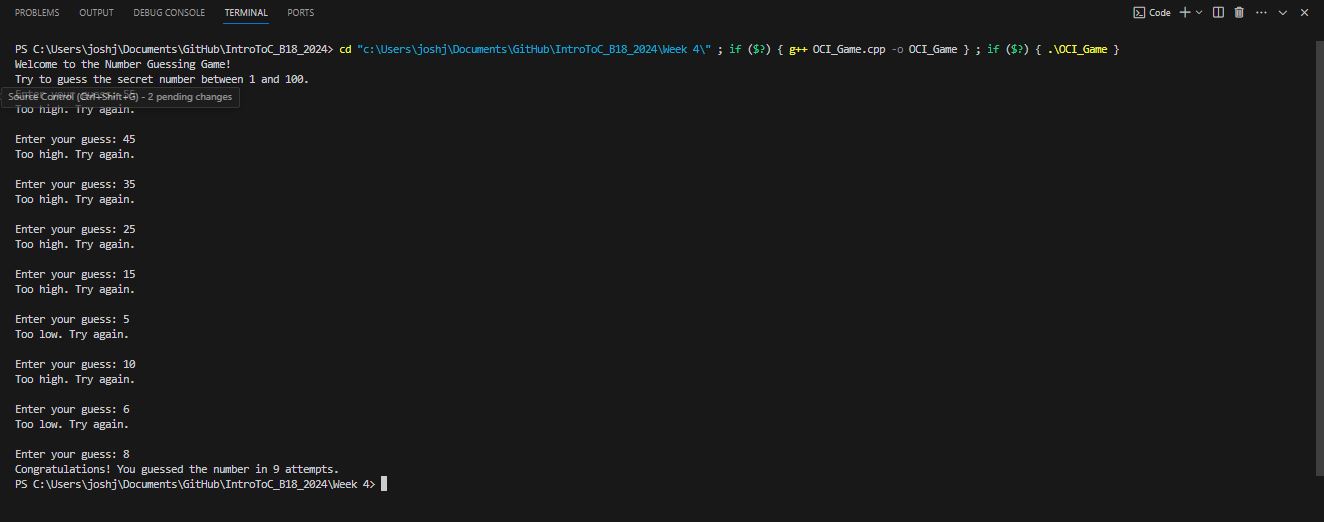 PROBLEMS OUTPUT DEBUG CONSOLE TERMINAL PORTS Code
PS C:\Users\joshj\Documents\GitHub\IntroToC_B18_2024> cd "c:\Users\joshj\Documents\GitHub\IntroToC_B18_2024\Week 4\" ; if ($?) { g++ OCI_Game.cpp -o OCI_Game } ; if ($?) { .\OCI_Game }
Welcome to the Number Guessing Game!
Try to guess the secret number between 1 and 100.
Enter your guess: 55
Source Control (Ctrl+Shift+G) - 2 pending changes
Too high. Try again.
Enter your guess: 45
Too high. Try again.
Enter your guess: 35
Too high. Try again.
Enter your guess: 25
Too high. Try again.
Enter your guess: 15
Too high. Try again.
Enter your guess: 5
Too low. Try again.
Enter your guess: 10
Too high. Try again.
Enter your guess: 6
Too low. Try again.
Enter your guess: 8
Congratulations! You guessed the number in 9 attempts.
PS C:\Users\joshj\Documents\GitHub\IntroToC_B18_2024\Week 4>